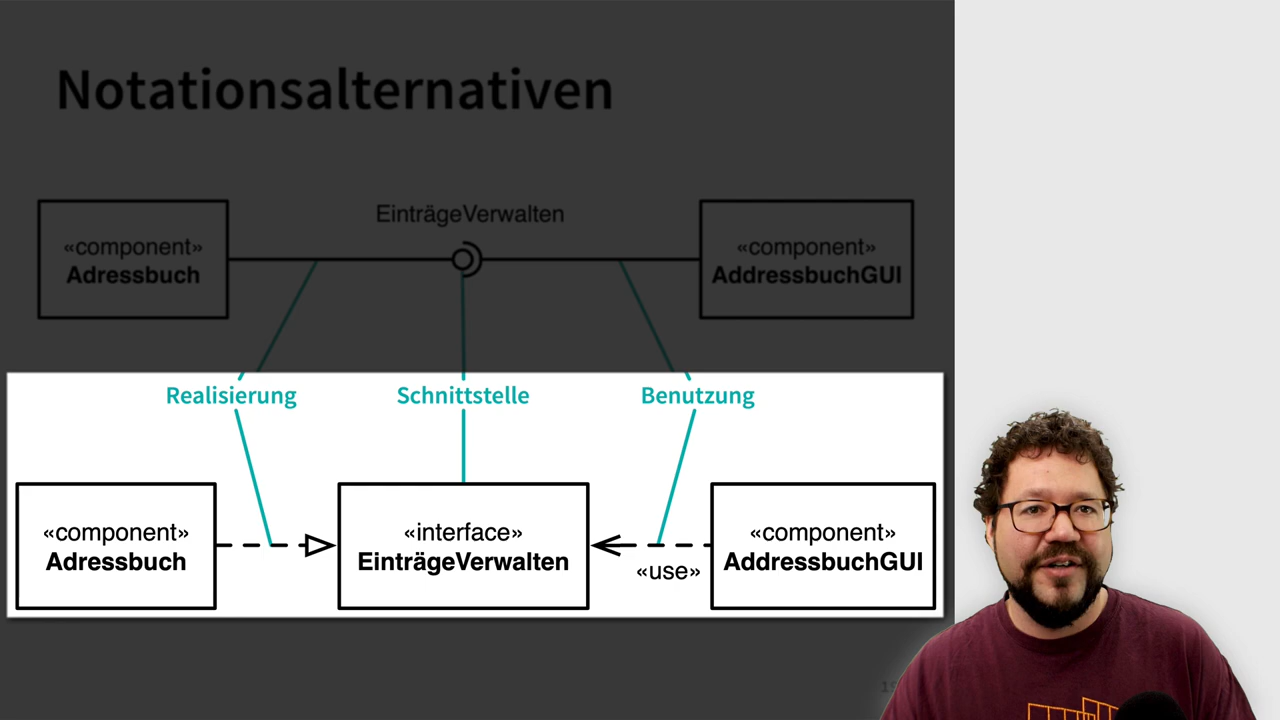 Notationsalternativen
EinträgeVerwalten
«component»
Adressbuch
«component»
AddressbuchGUI
Realisierung
Schnittstelle
Benutzung
«component»
Adressbuch
«interface»
EinträgeVerwalten
«use»
«component»
AddressbuchGUI